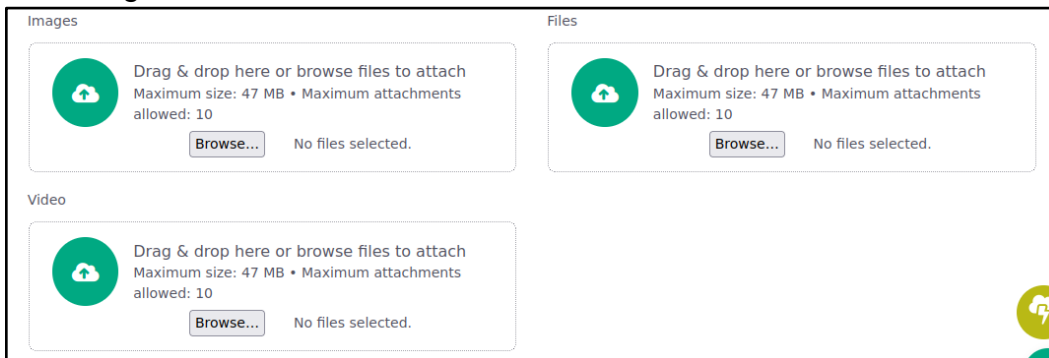 Images
Drag & drop here or browse files to attach
Maximum size: 47 MB • Maximum attachments
allowed: 10
Browse... No files selected.
Files
Drag & drop here or browse files to attach
Maximum size: 47 MB • Maximum attachments
allowed: 10
Browse... No files selected.
Video
Drag & drop here or browse files to attach
Maximum size: 47 MB • Maximum attachments
allowed: 10
Browse... No files selected.